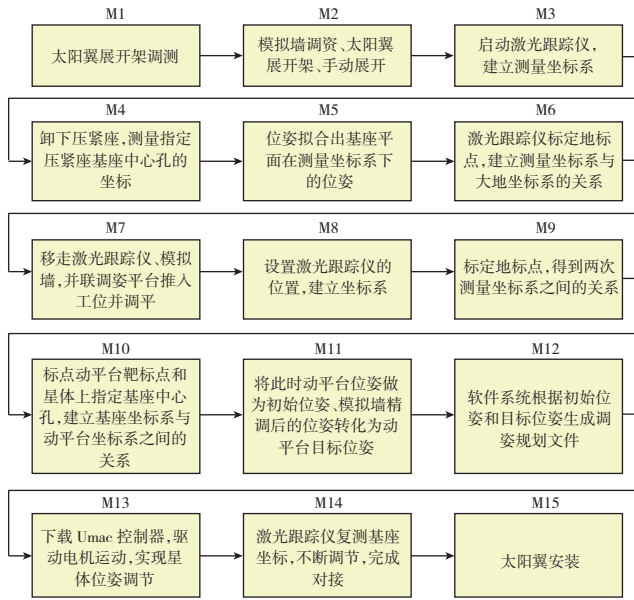 M1
太阳翼展开架调测
M2
模拟墙调资、太阳翼
展开架、手动展开
M3
启动激光跟踪仪,
建立测量坐标系
M4
卸下压紧座,测量指定
压紧座基座中心孔的
坐标
M5
位姿拟合出基座平
面在测量坐标系下
的位姿
M6
激光跟踪仪标定地标
点,建立测量坐标系与
大地坐标系的关系
M7
移走激光跟踪仪、模拟
墙,并联调姿平台推入
工位并调平
M8
设置激光跟踪仪的
位置,建立坐标系
M9
标定地标点,得到两次
测量坐标系之间的关系
M10
标点动平台靶标点和
星体上指定基座中心
孔,建立基座坐标系与
动平台坐标系之间的
关系
M11
将此时动平台位姿做
为初始位姿、模拟墙精
调后的位姿转化为动
平台目标位姿
M12
软件系统根据初始位
姿和目标位姿生成调
姿规划文件
M13
下载 Umac 控制器,驱
动电机运动,实现星
体位姿调节
M14
激光跟踪仪复测基座
坐标,不断调节,完成
对接
M15
太阳翼安装